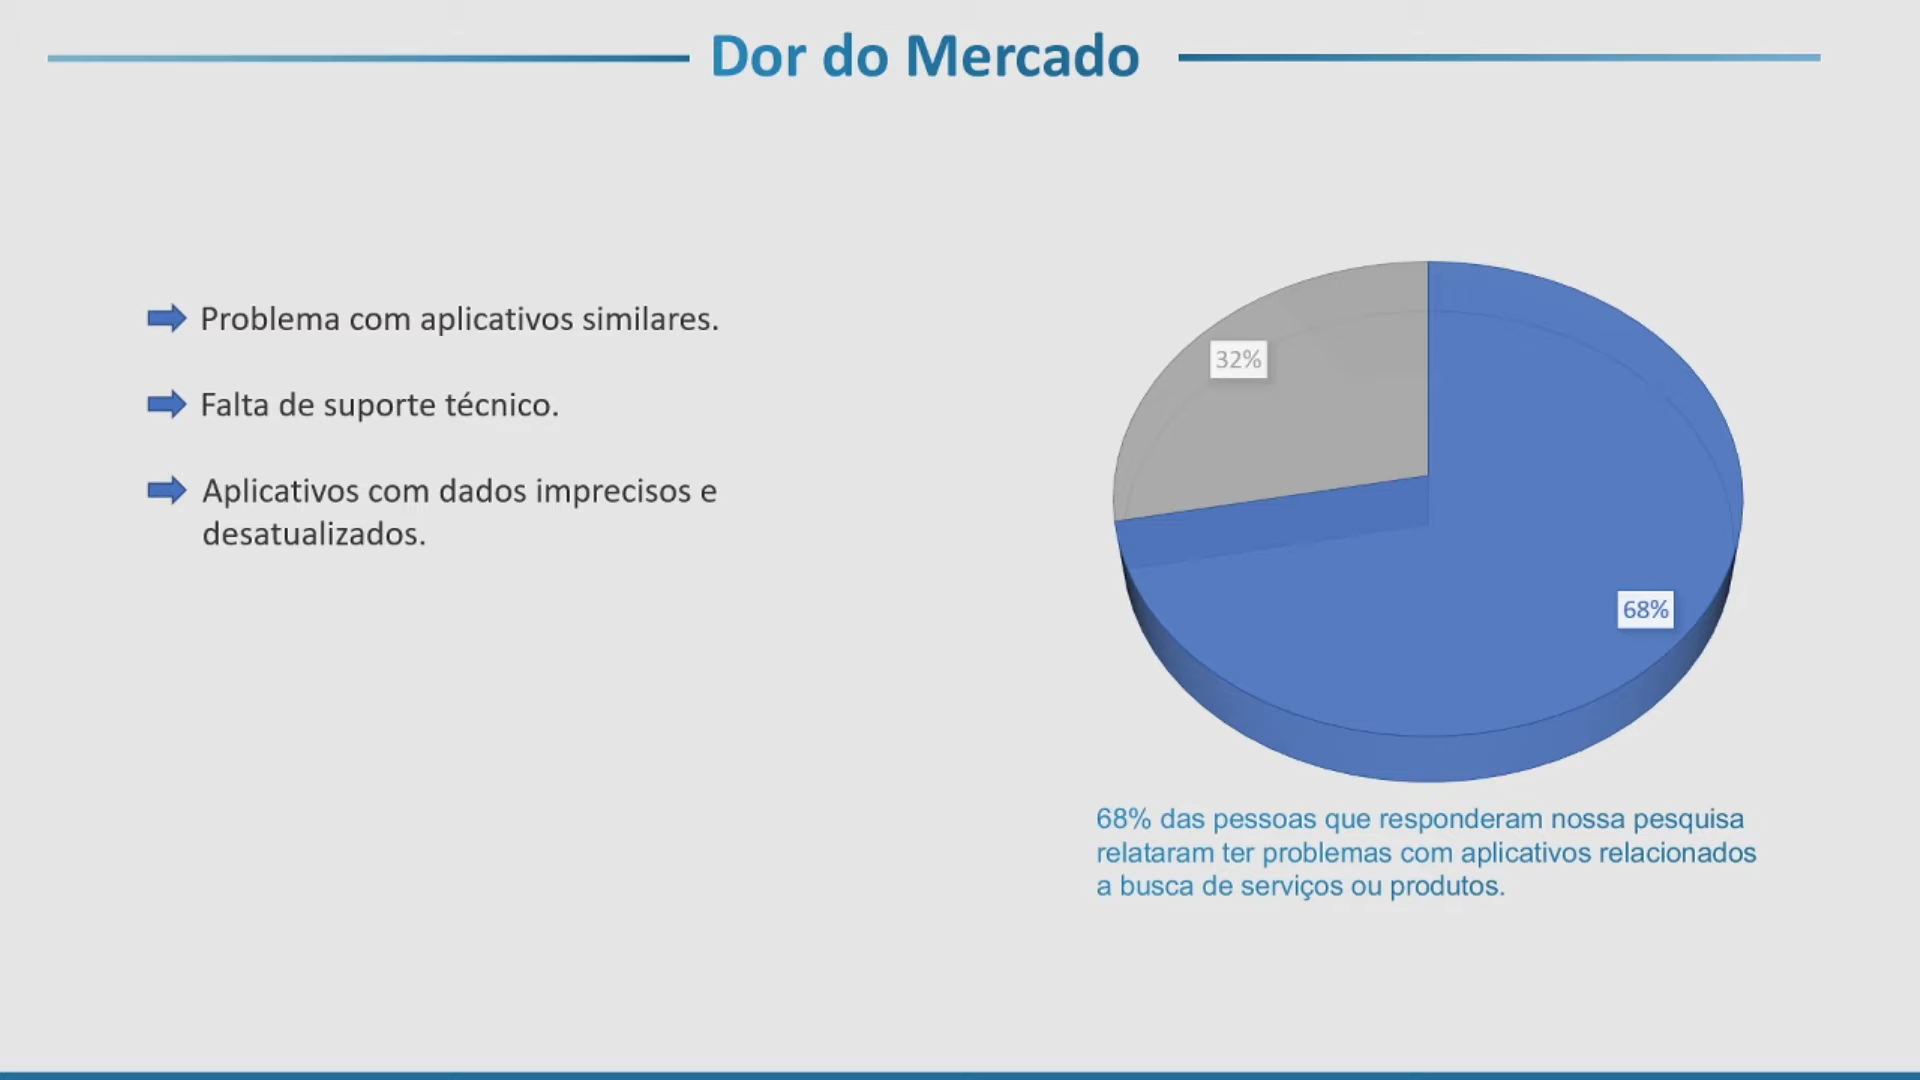 Dor do Mercado
Problema com aplicativos similares.
Falta de suporte técnico.
Aplicativos com dados imprecisos e
desatualizados.
32%
68%
68% das pessoas que responderam nossa pesquisa
relataram ter problemas com aplicativos relacionados
a busca de serviços ou produtos.